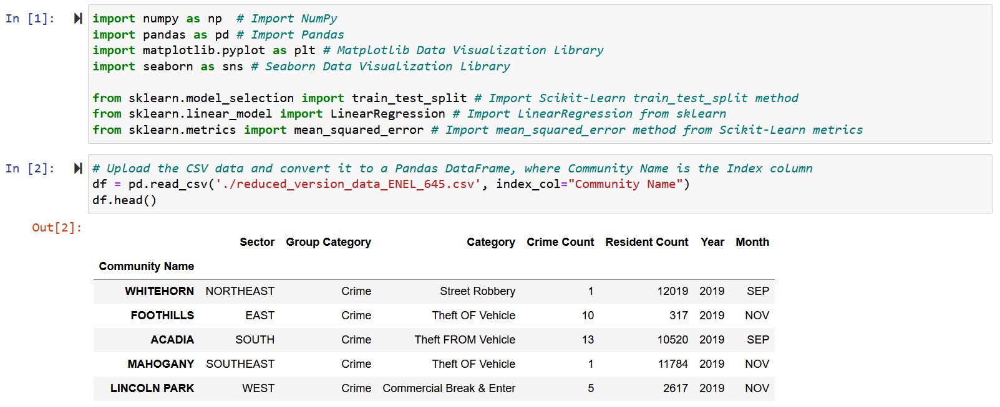 In [1]:
import numpy as np  # Import NumPy
import pandas as pd # Import Pandas
import matplotlib.pyplot as plt # Matplotlib Data Visualization Library
import seaborn as sns # Seaborn Data Visualization Library
from sklearn.model_selection import train_test_split # Import Scikit-Learn train_test_split method
from sklearn.linear_model import LinearRegression # Import LinearRegression from sklearn
from sklearn.metrics import mean_squared_error # Import mean_squared_error method from Scikit-Learn metrics
In [2]:
# Upload the CSV data and convert it to a Pandas DataFrame, where Community Name is the Index column
df = pd.read_csv('./reduced_version_data_ENEL_645.csv', index_col="Community Name")
df.head()
Out[2]:
Sector Group Category Category Crime Count Resident Count Year Month
Community Name
WHITEHORN NORTHEAST Crime Street Robbery 1 12019 2019 SEP
FOOTHILLS EAST Crime Theft OF Vehicle 10 317 2019 NOV
ACADIA SOUTH Crime Theft FROM Vehicle 13 10520 2019 SEP
MAHOGANY SOUTHEAST Crime Theft OF Vehicle 1 11784 2019 NOV
LINCOLN PARK WEST Crime Commercial Break & Enter 5 2617 2019 NOV